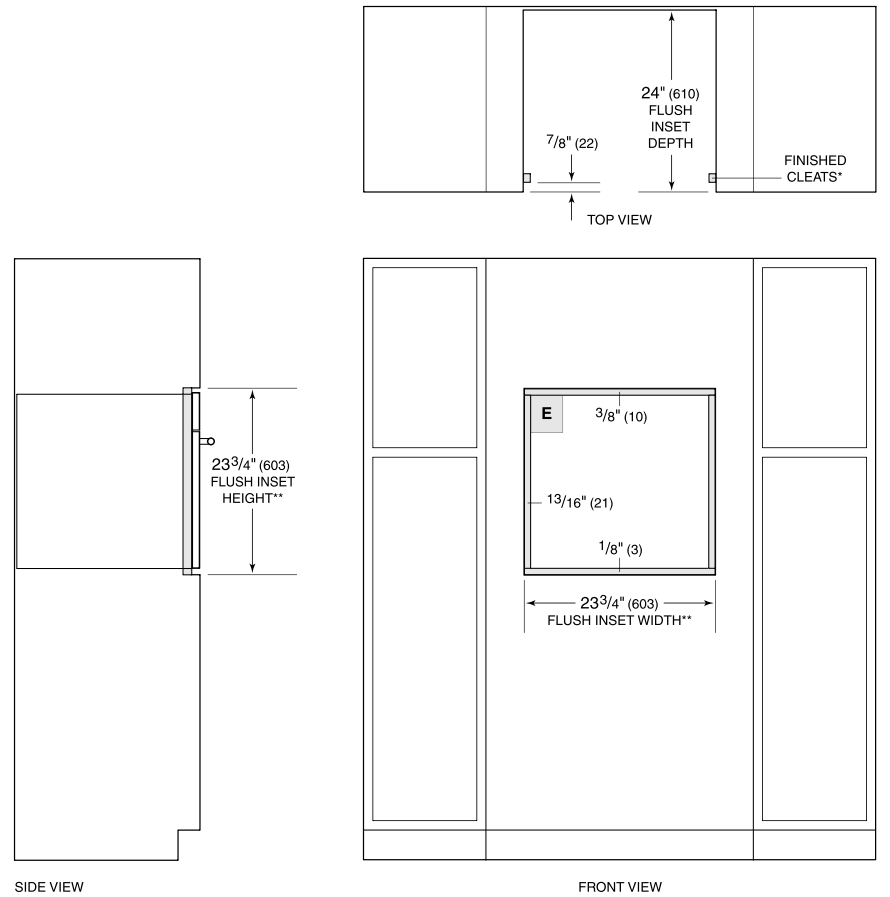 24" (610)
FLUSH
INSET
DEPTH
7/8" (22)
FINISHED
CLEATS*
TOP VIEW
E
3/8" (10)
23 3/4" (603)
FLUSH INSET
HEIGHT**
13/16" (21)
1/8" (3)
23 3/4" (603)
FLUSH INSET WIDTH**
SIDE VIEW
FRONT VIEW